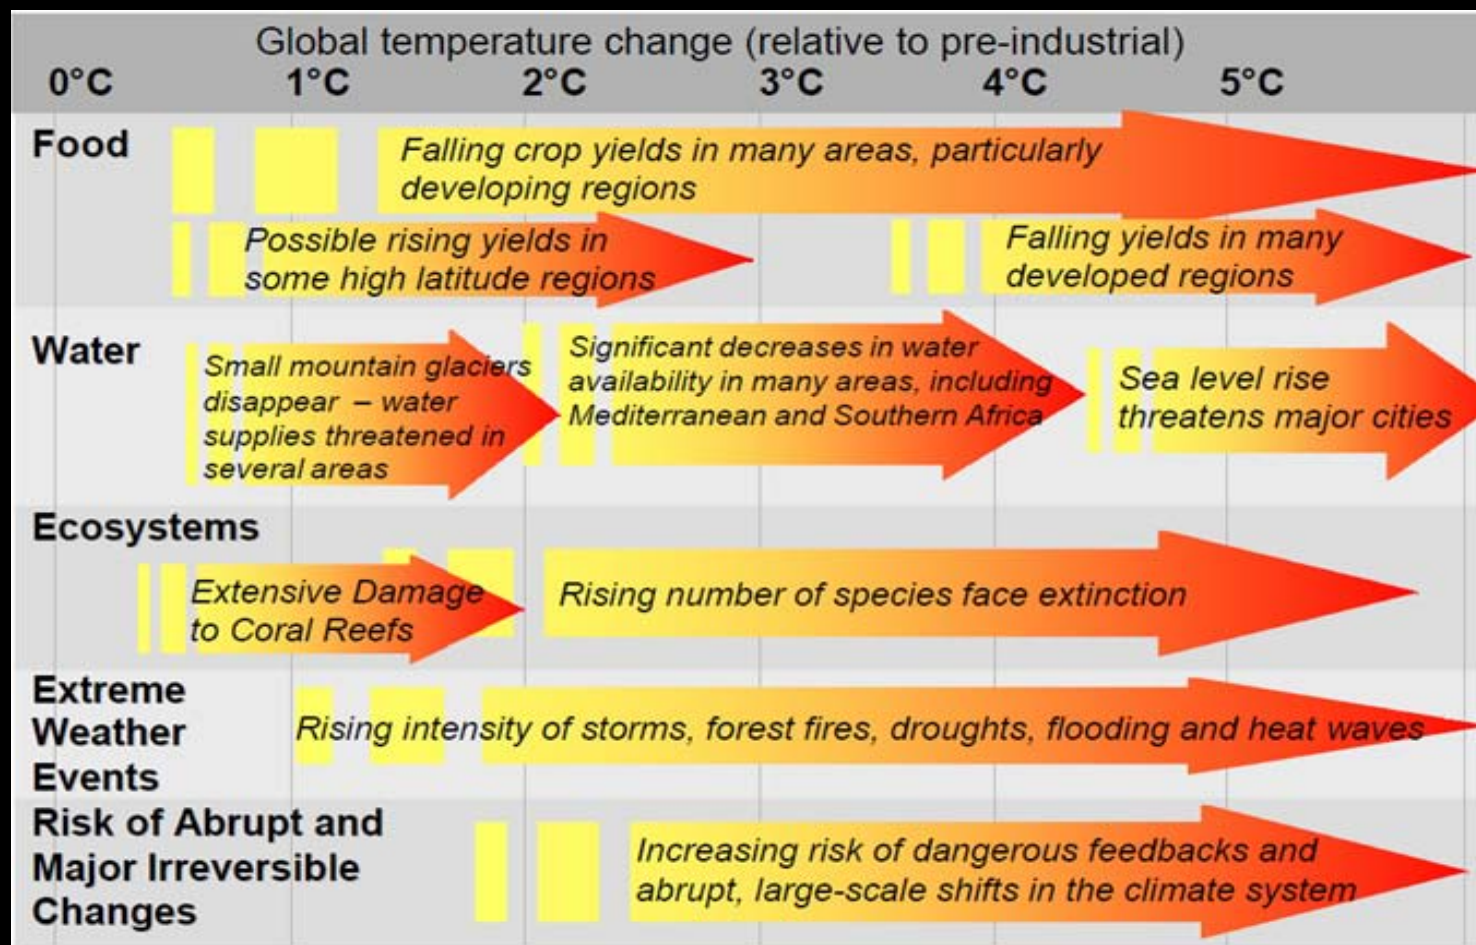 Global temperature change (relative to pre-industrial)
0°C 1°C 2°C 3°C 4°C 5°C
Food
Falling crop yields in many areas, particularly
developing regions
Possible rising yields in
some high latitude regions
Falling yields in many
developed regions
Water
Small mountain glaciers
disappear – water
supplies threatened in
several areas
Significant decreases in water
availability in many areas, including
Mediterranean and Southern Africa
Sea level rise
threatens major cities
Ecosystems
Extensive Damage
to Coral Reefs
Rising number of species face extinction
Extreme
Weather
Events
Rising intensity of storms, forest fires, droughts, flooding and heat waves
Risk of Abrupt and
Major Irreversible
Changes
Increasing risk of dangerous feedbacks and
abrupt, large-scale shifts in the climate system